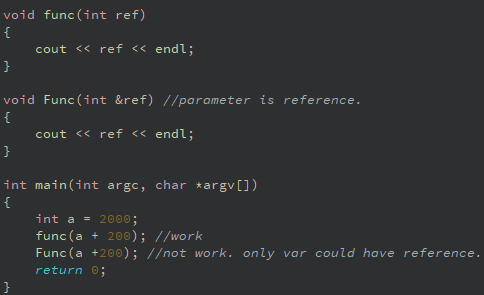 void func(int ref)
{
    cout << ref << endl;
}

void Func(int &ref) //parameter is reference.
{
    cout << ref << endl;
}

int main(int argc, char *argv[])
{
    int a = 2000;
    func(a + 200); //work
    Func(a +200); //not work. only var could have reference.
    return 0;
}